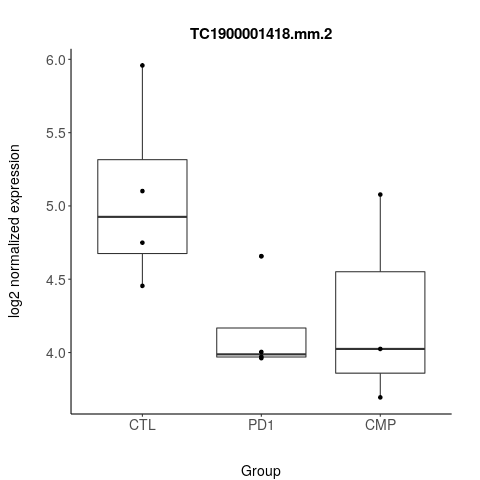 TC1900001418.mm.2
log2 normalized expression
6.0
5.5
5.0
4.5
4.0
CTL
PD1
CMP
Group